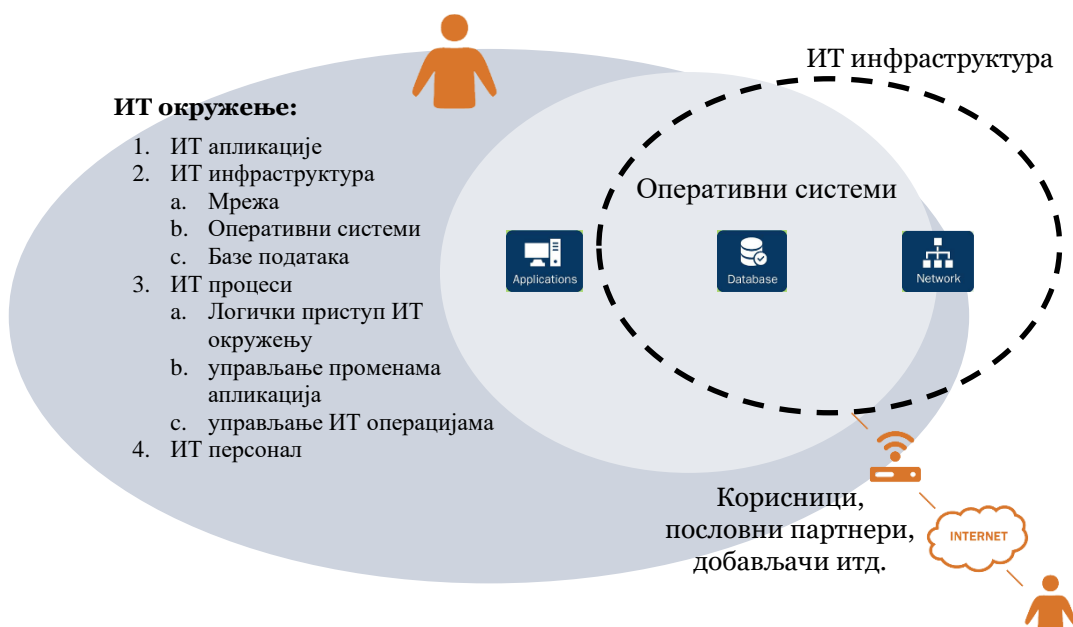 ИТ инфраструктура
ИТ окружење:
1. ИТ апликације
2. ИТ инфраструктура
a. Мрежа
b. Оперативни системи
c. Базе података
3. ИТ процеси
a. Логички приступ ИТ
окружењу
b. управљање променама
апликација
c. управљање ИТ операцијама
4. ИТ персонал
Оперативни системи
Applications
Database
Network
Корисници,
пословни партнери,
добављачи итд.
INTERNET